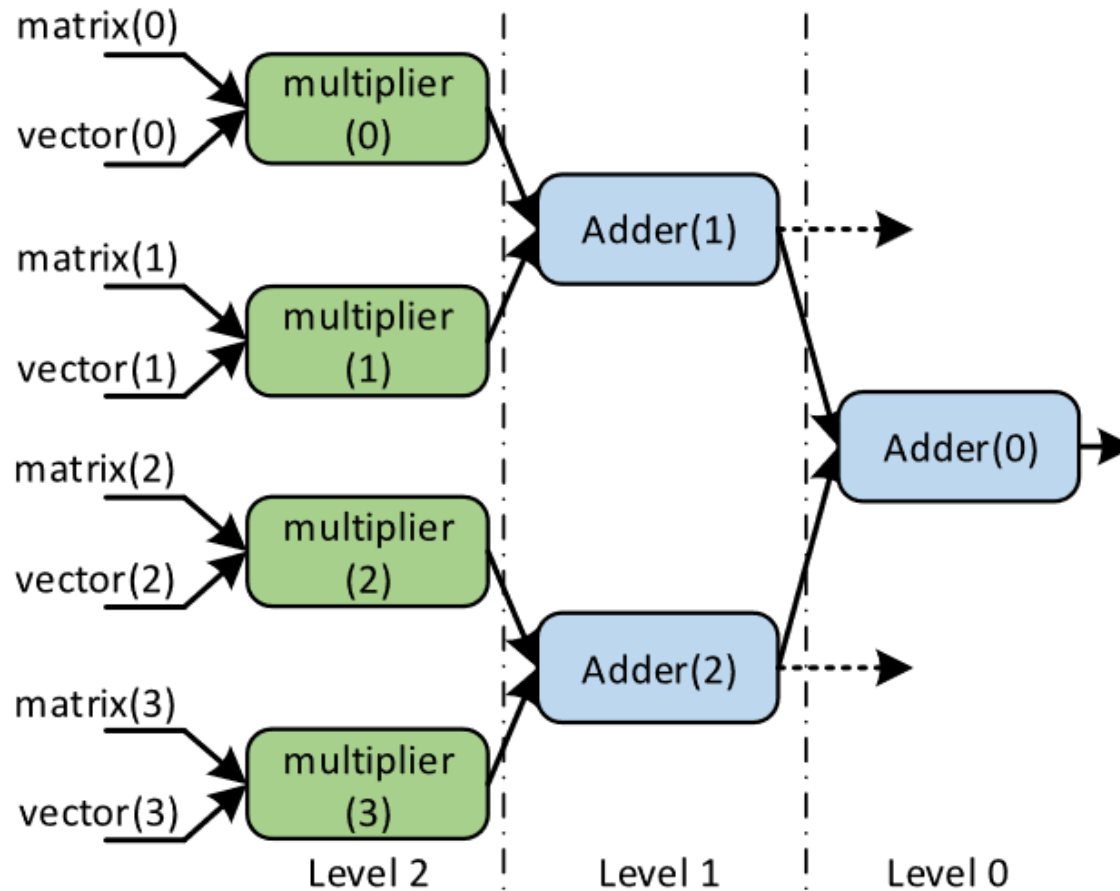 matrix(0)
vector(0)
multiplier
(0)
matrix(1)
vector(1)
multiplier
(1)
matrix(2)
vector(2)
multiplier
(2)
matrix(3)
vector(3)
multiplier
(3)
Adder(1)
Adder(2)
Adder(0)
Level 2
Level 1
Level 0